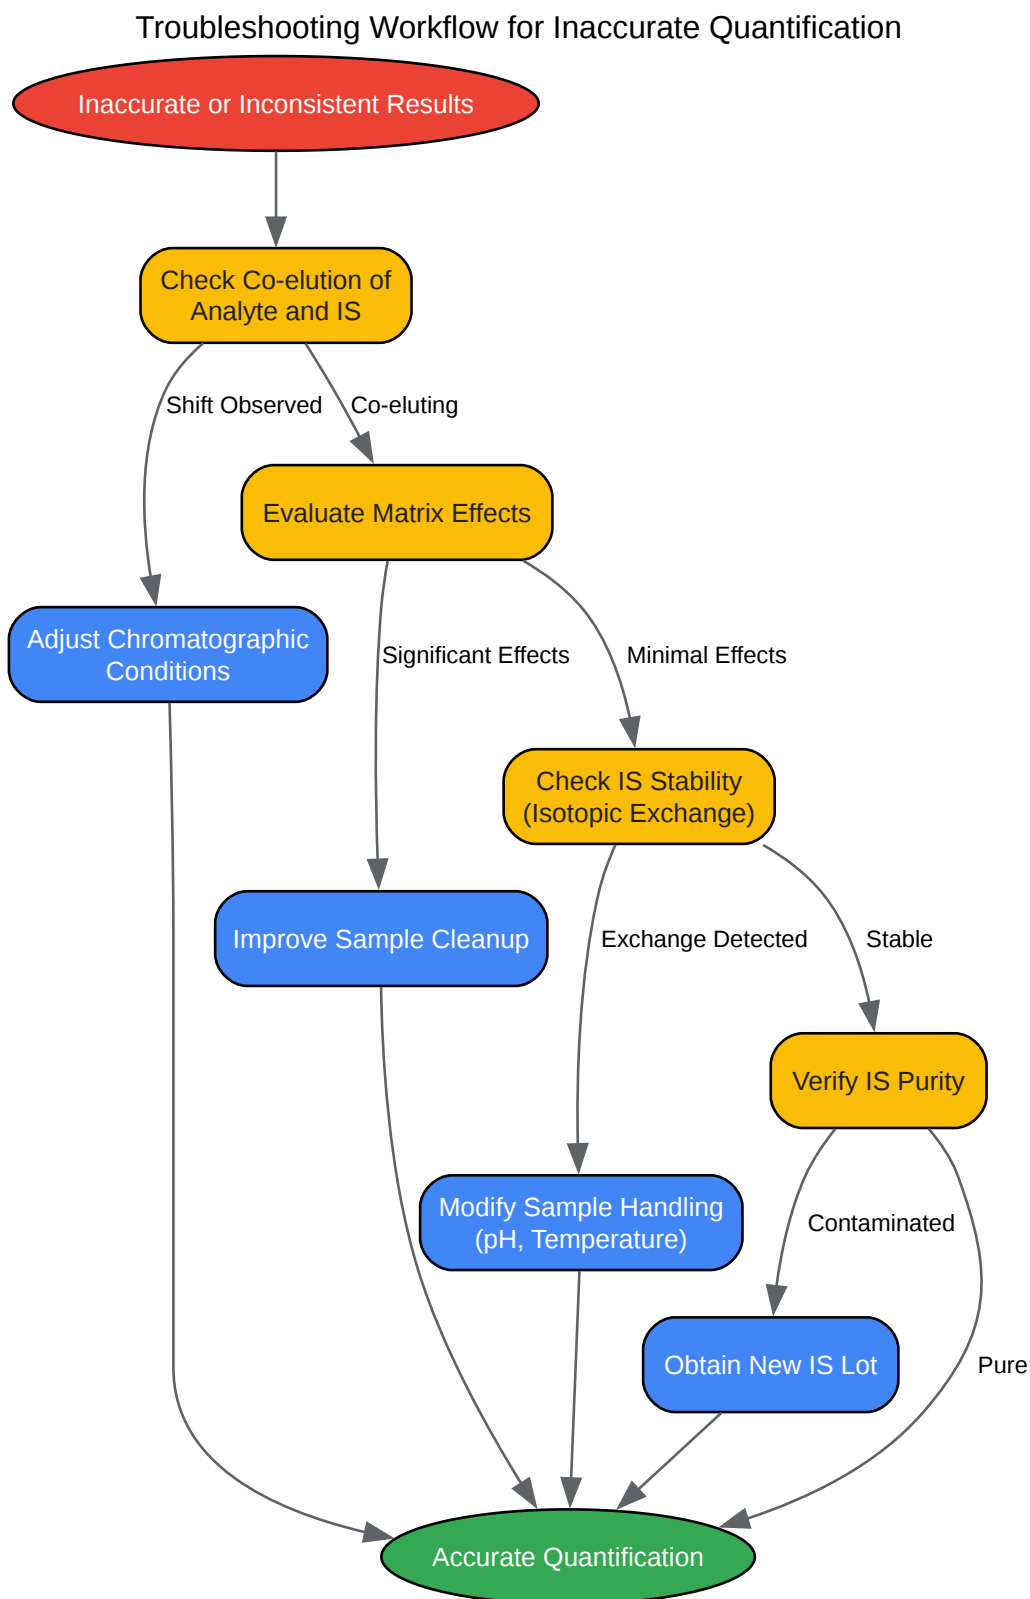 Troubleshooting Workflow for Inaccurate Quantification
Inaccurate or Inconsistent Results
Check Co-elution of
Analyte and IS
Shift Observed
Co-eluting
Evaluate Matrix Effects
Adjust Chromatographic
Conditions
Significant Effects
Minimal Effects
Check IS Stability
(Isotopic Exchange)
Improve Sample Cleanup
Exchange Detected
Stable
Verify IS Purity
Modify Sample Handling
(pH, Temperature)
Contaminated
Obtain New IS Lot
Pure
Accurate Quantification